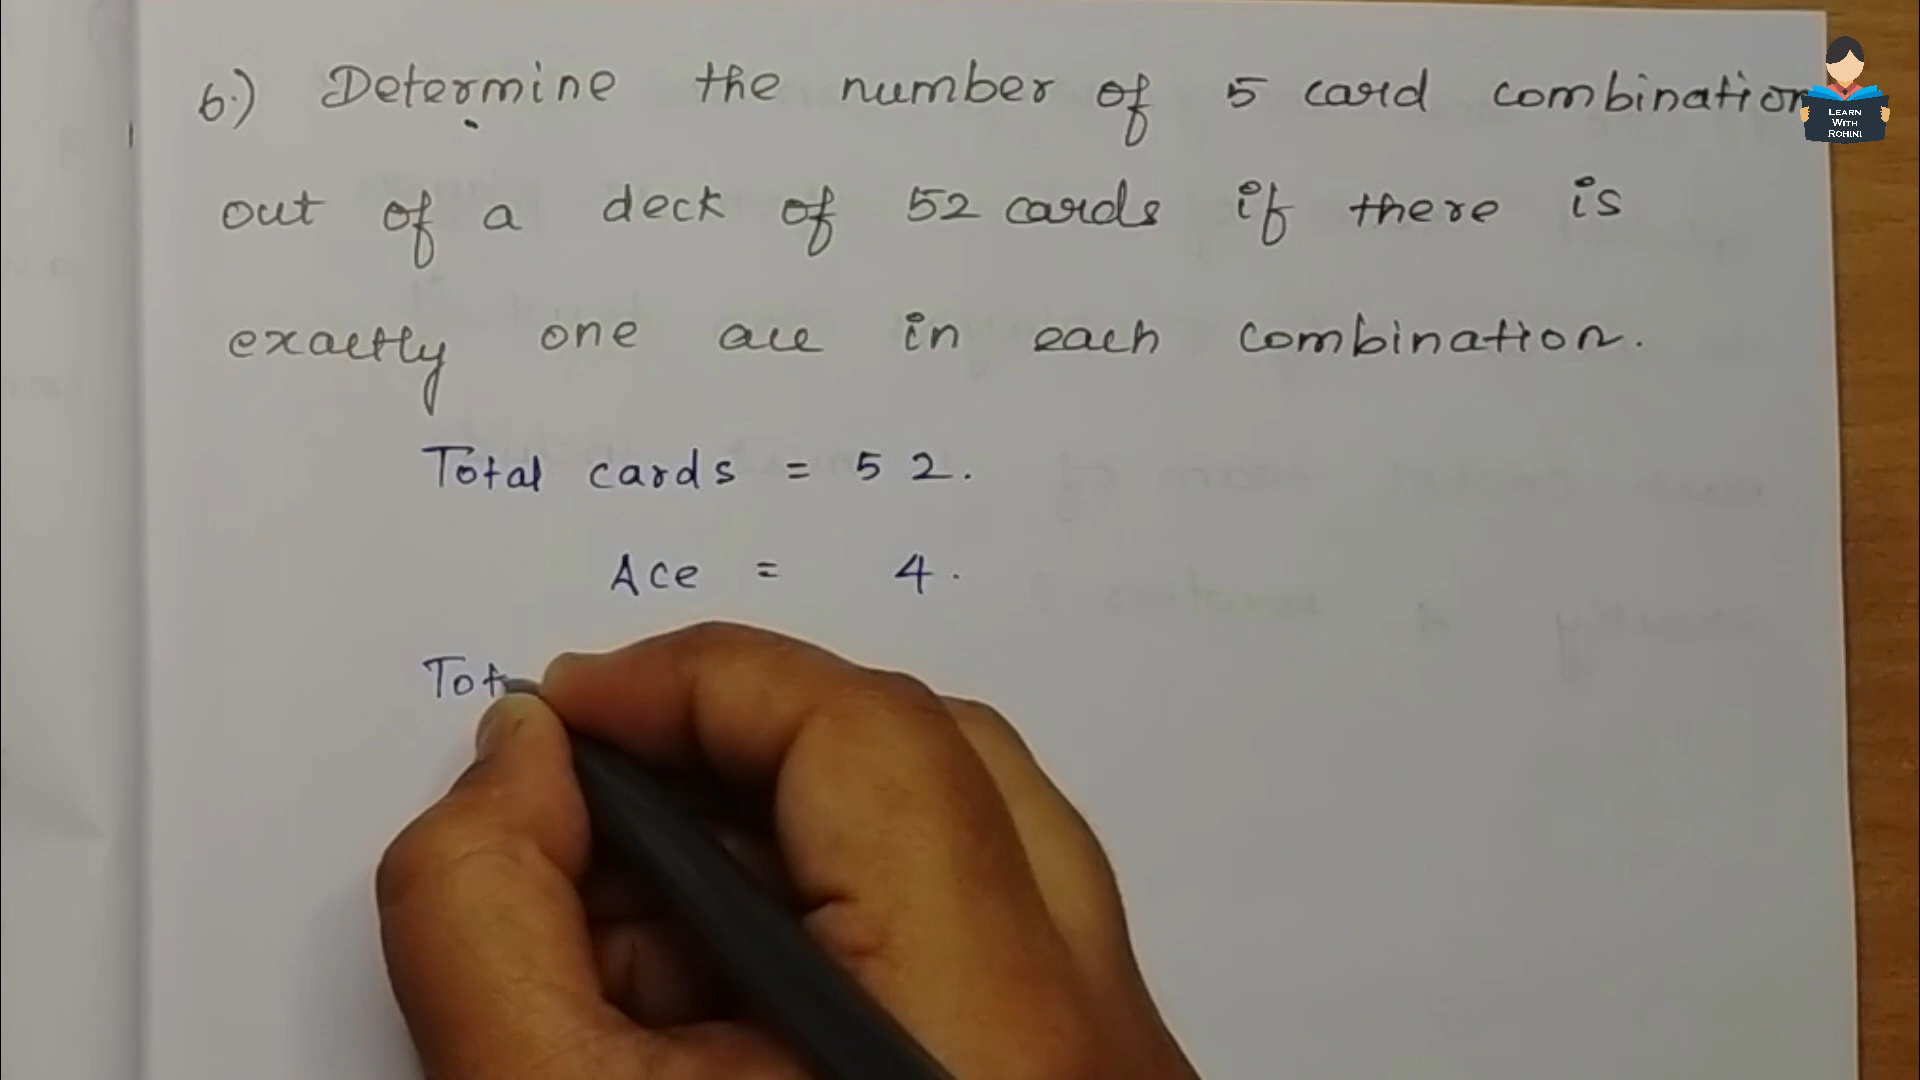 6.) Determine the number of 5 card combination
out of a deck of 52 cards if there is
exactly one ace in each combination.
Total cards = 52.
Ace = 4.
Tot
LEARN
WITH
ROHINI